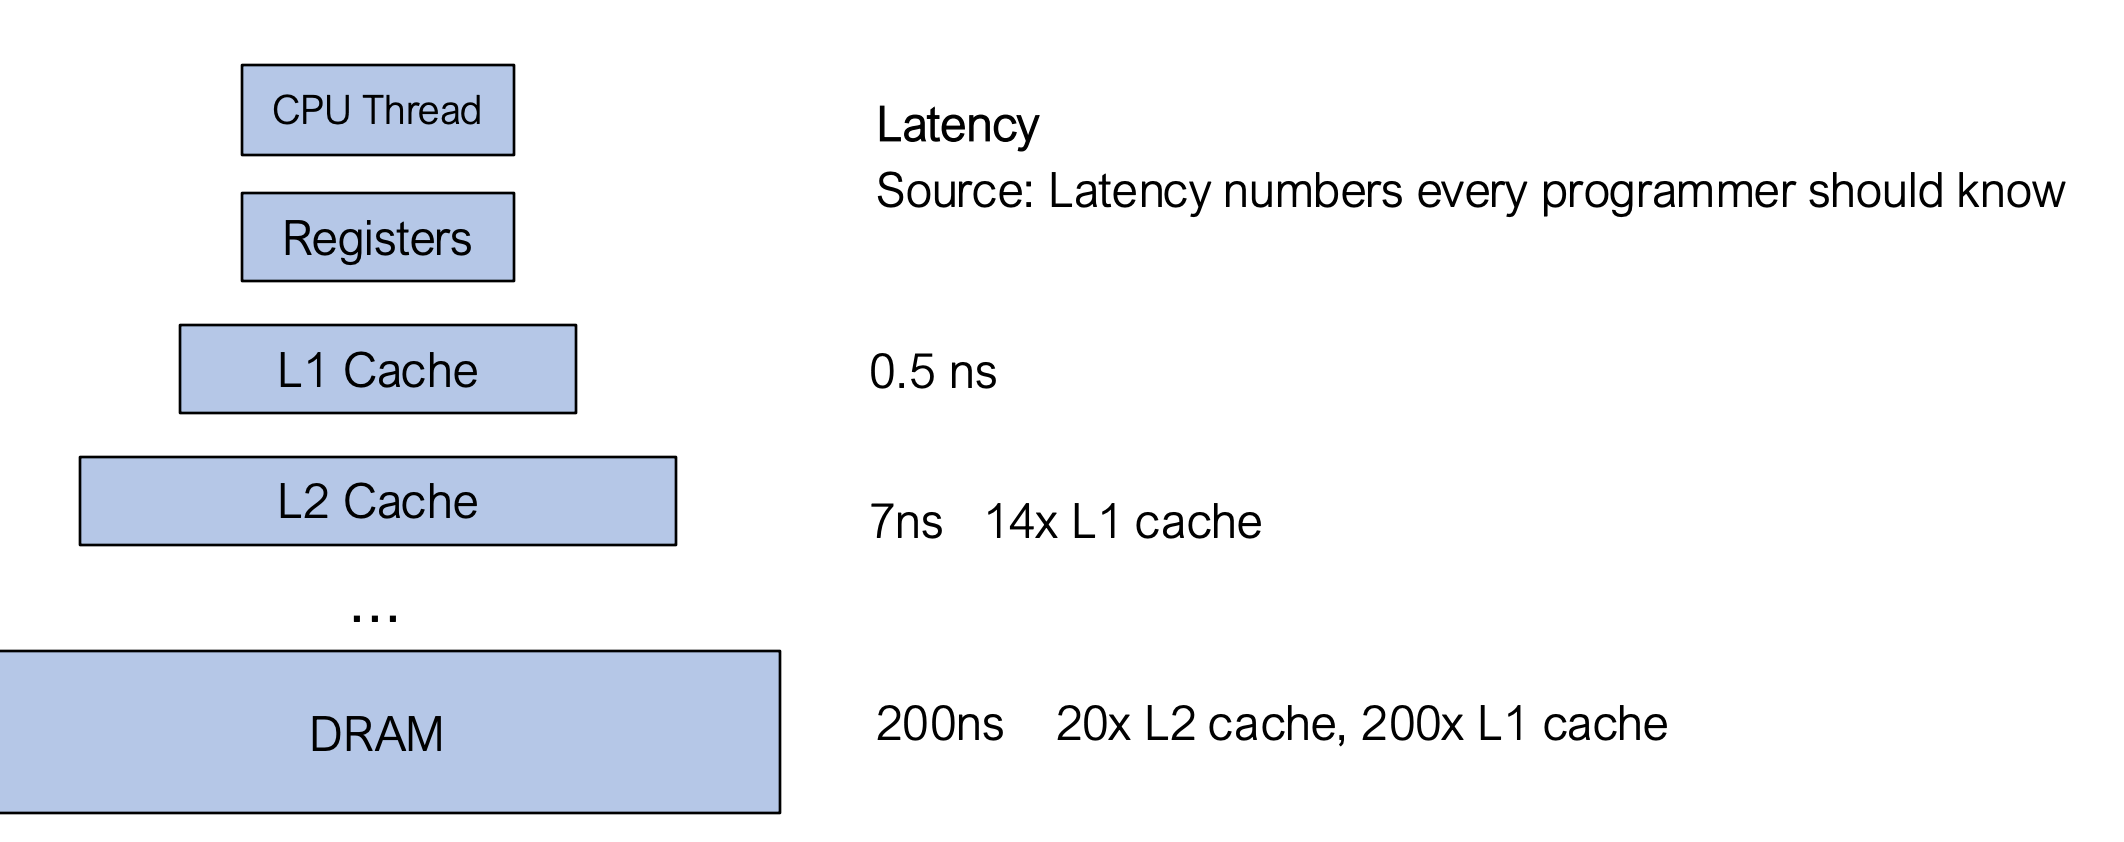 CPU Thread
Registers
L1 Cache
L2 Cache
...
DRAM
Latency
Source: Latency numbers every programmer should know
0.5 ns
7ns 14x L1 cache
200ns 20x L2 cache, 200x L1 cache